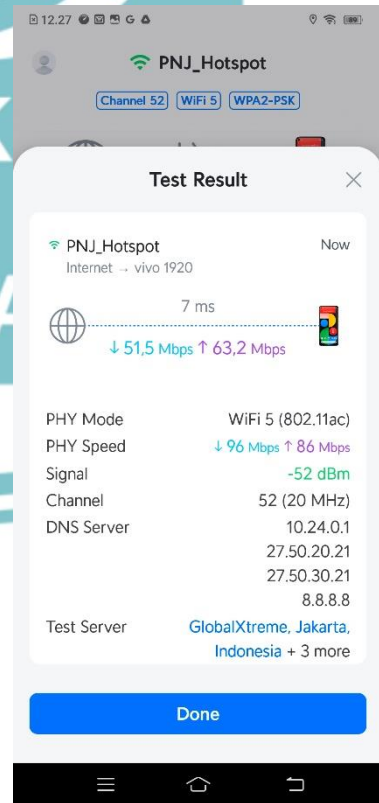 12.27 G
PNJ_Hotspot
Channel 52 WiFi 5 WPA2-PSK
Test Result
PNJ_Hotspot Now
Internet → vivo 1920
7 ms
↓ 51,5 Mbps ↑ 63,2 Mbps
PHY Mode WiFi 5 (802.11ac)
PHY Speed ↓ 96 Mbps ↑ 86 Mbps
Signal -52 dBm
Channel 52 (20 MHz)
DNS Server 10.24.0.1
27.50.20.21
27.50.30.21
8.8.8.8
Test Server GlobalXtreme, Jakarta,
Indonesia + 3 more
Done